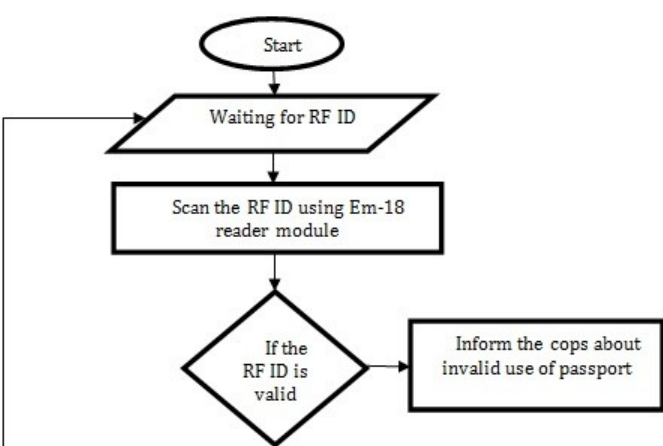 Start
Waiting for RF ID
Scan the RF ID using Em-18
reader module
If the
RF ID is
valid
Inform the cops about
invalid use of passport